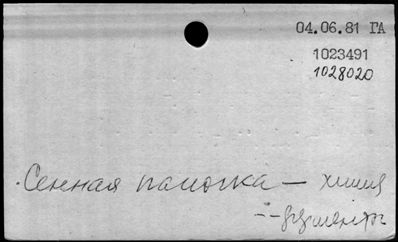 04.06.81 ГА
1023491
1028020
Сенная палочка — химия